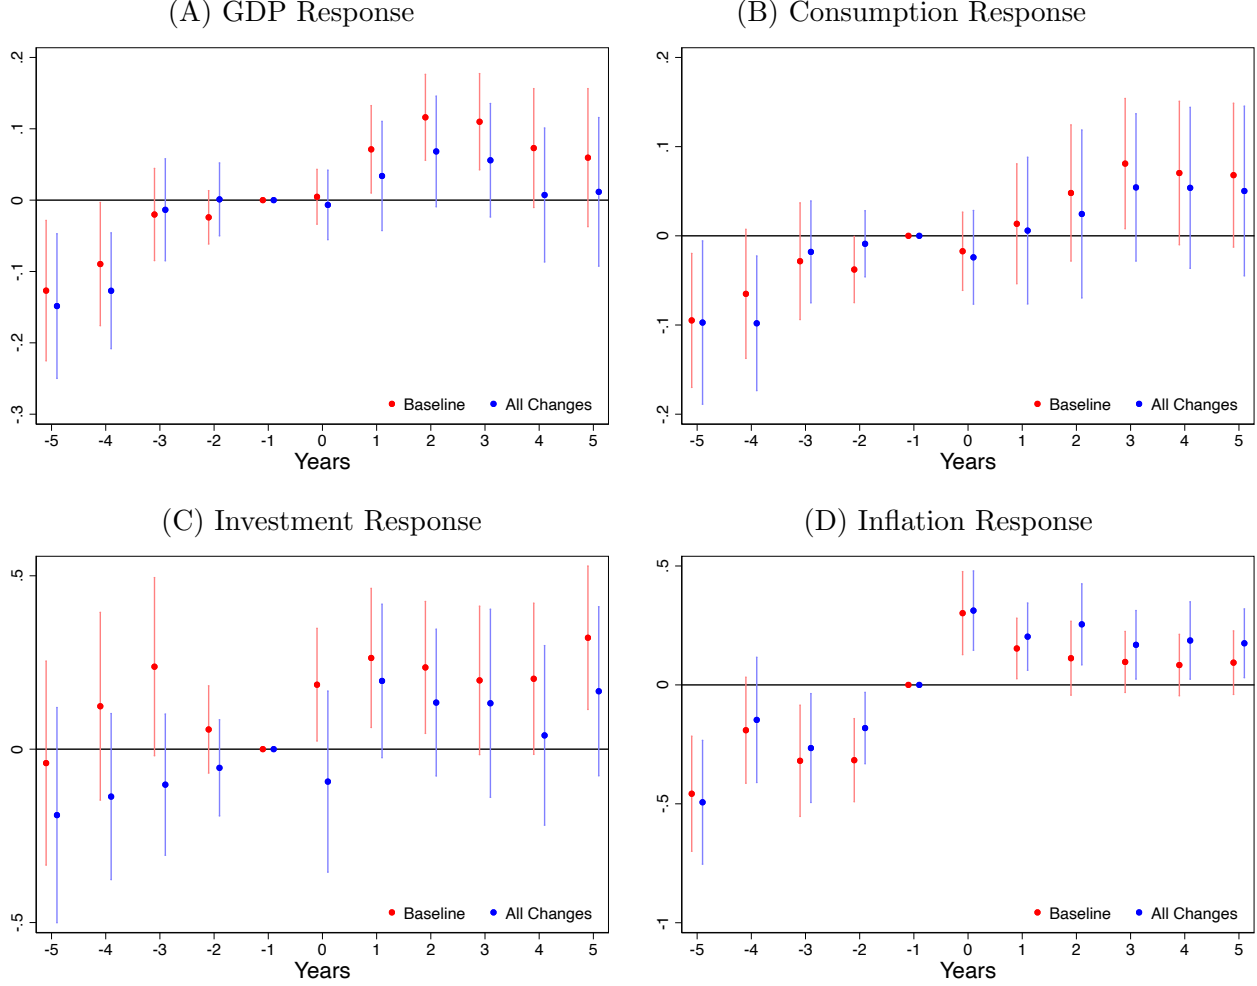 (A) GDP Response
.2
.1
0
-.1
-.2
-.3
Baseline
All Changes
-5 -4 -3 -2 -1 0 1 2 3 4 5
Years
(B) Consumption Response
.2
.1
0
-.1
-.2
Baseline
All Changes
-5 -4 -3 -2 -1 0 1 2 3 4 5
Years
(C) Investment Response
.5
0
-.5
Baseline
All Changes
-5 -4 -3 -2 -1 0 1 2 3 4 5
Years
(D) Inflation Response
.5
0
-.5
-1
Baseline
All Changes
-5 -4 -3 -2 -1 0 1 2 3 4 5
Years